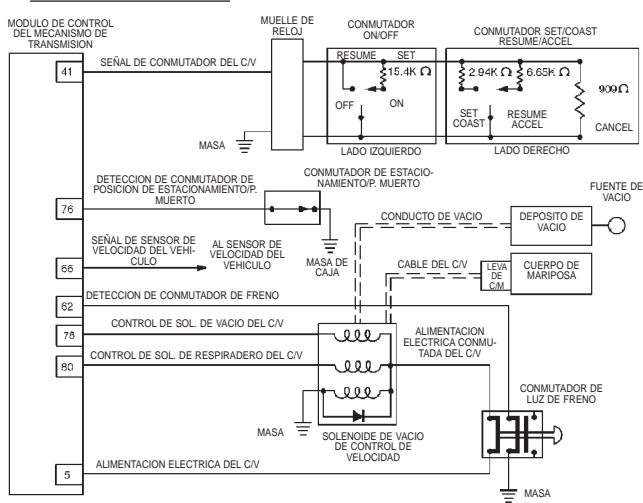 MODULO DE CONTROL
DEL MECANISMO DE
TRANSMISION
MUELLE DE
RELOJ
CONMUTADOR
ON/OFF
CONMUTADOR SET/COAST
RESUME/ACCEL
41
SEÑAL DE CONMUTADOR DEL C/V
RESUME
SET
15.4K Ω
2.94K Ω
6.65K Ω
909Ω
OFF
ON
SET
COAST
RESUME
ACCEL
CANCEL
MASA
LADO IZQUIERDO
LADO DERECHO
76
DETECCION DE CONMUTADOR DE
POSICION DE ESTACIONAMIENTO/P.
MUERTO
CONMUTADOR DE ESTACIO-
NAMIENTO/P. MUERTO
MASA DE
CAJA
FUENTE DE
VACIO
CONDUCTO DE VACIO
DEPOSITO DE
VACIO
66
SEÑAL DE SENSOR DE
VELOCIDAD DEL VEHI-
CULO
AL SENSOR DE
VELOCIDAD DEL
VEHICULO
CABLE DEL C/V
LEVA
DE
C/M
CUERPO DE
MARIPOSA
62
DETECCION DE CONMUTADOR DE FRENO
78
CONTROL DE SOL. DE VACIO DEL C/V
ALIMENTACION
ELECTRICA CONMU-
TADA DEL C/V
80
CONTROL DE SOL. DE RESPIRADERO DEL C/V
CONMUTADOR DE
LUZ DE FRENO
MASA
SOLENOIDE DE VACIO
DE CONTROL DE
VELOCIDAD
5
ALIMENTACION ELECTRICA DEL C/V
MASA